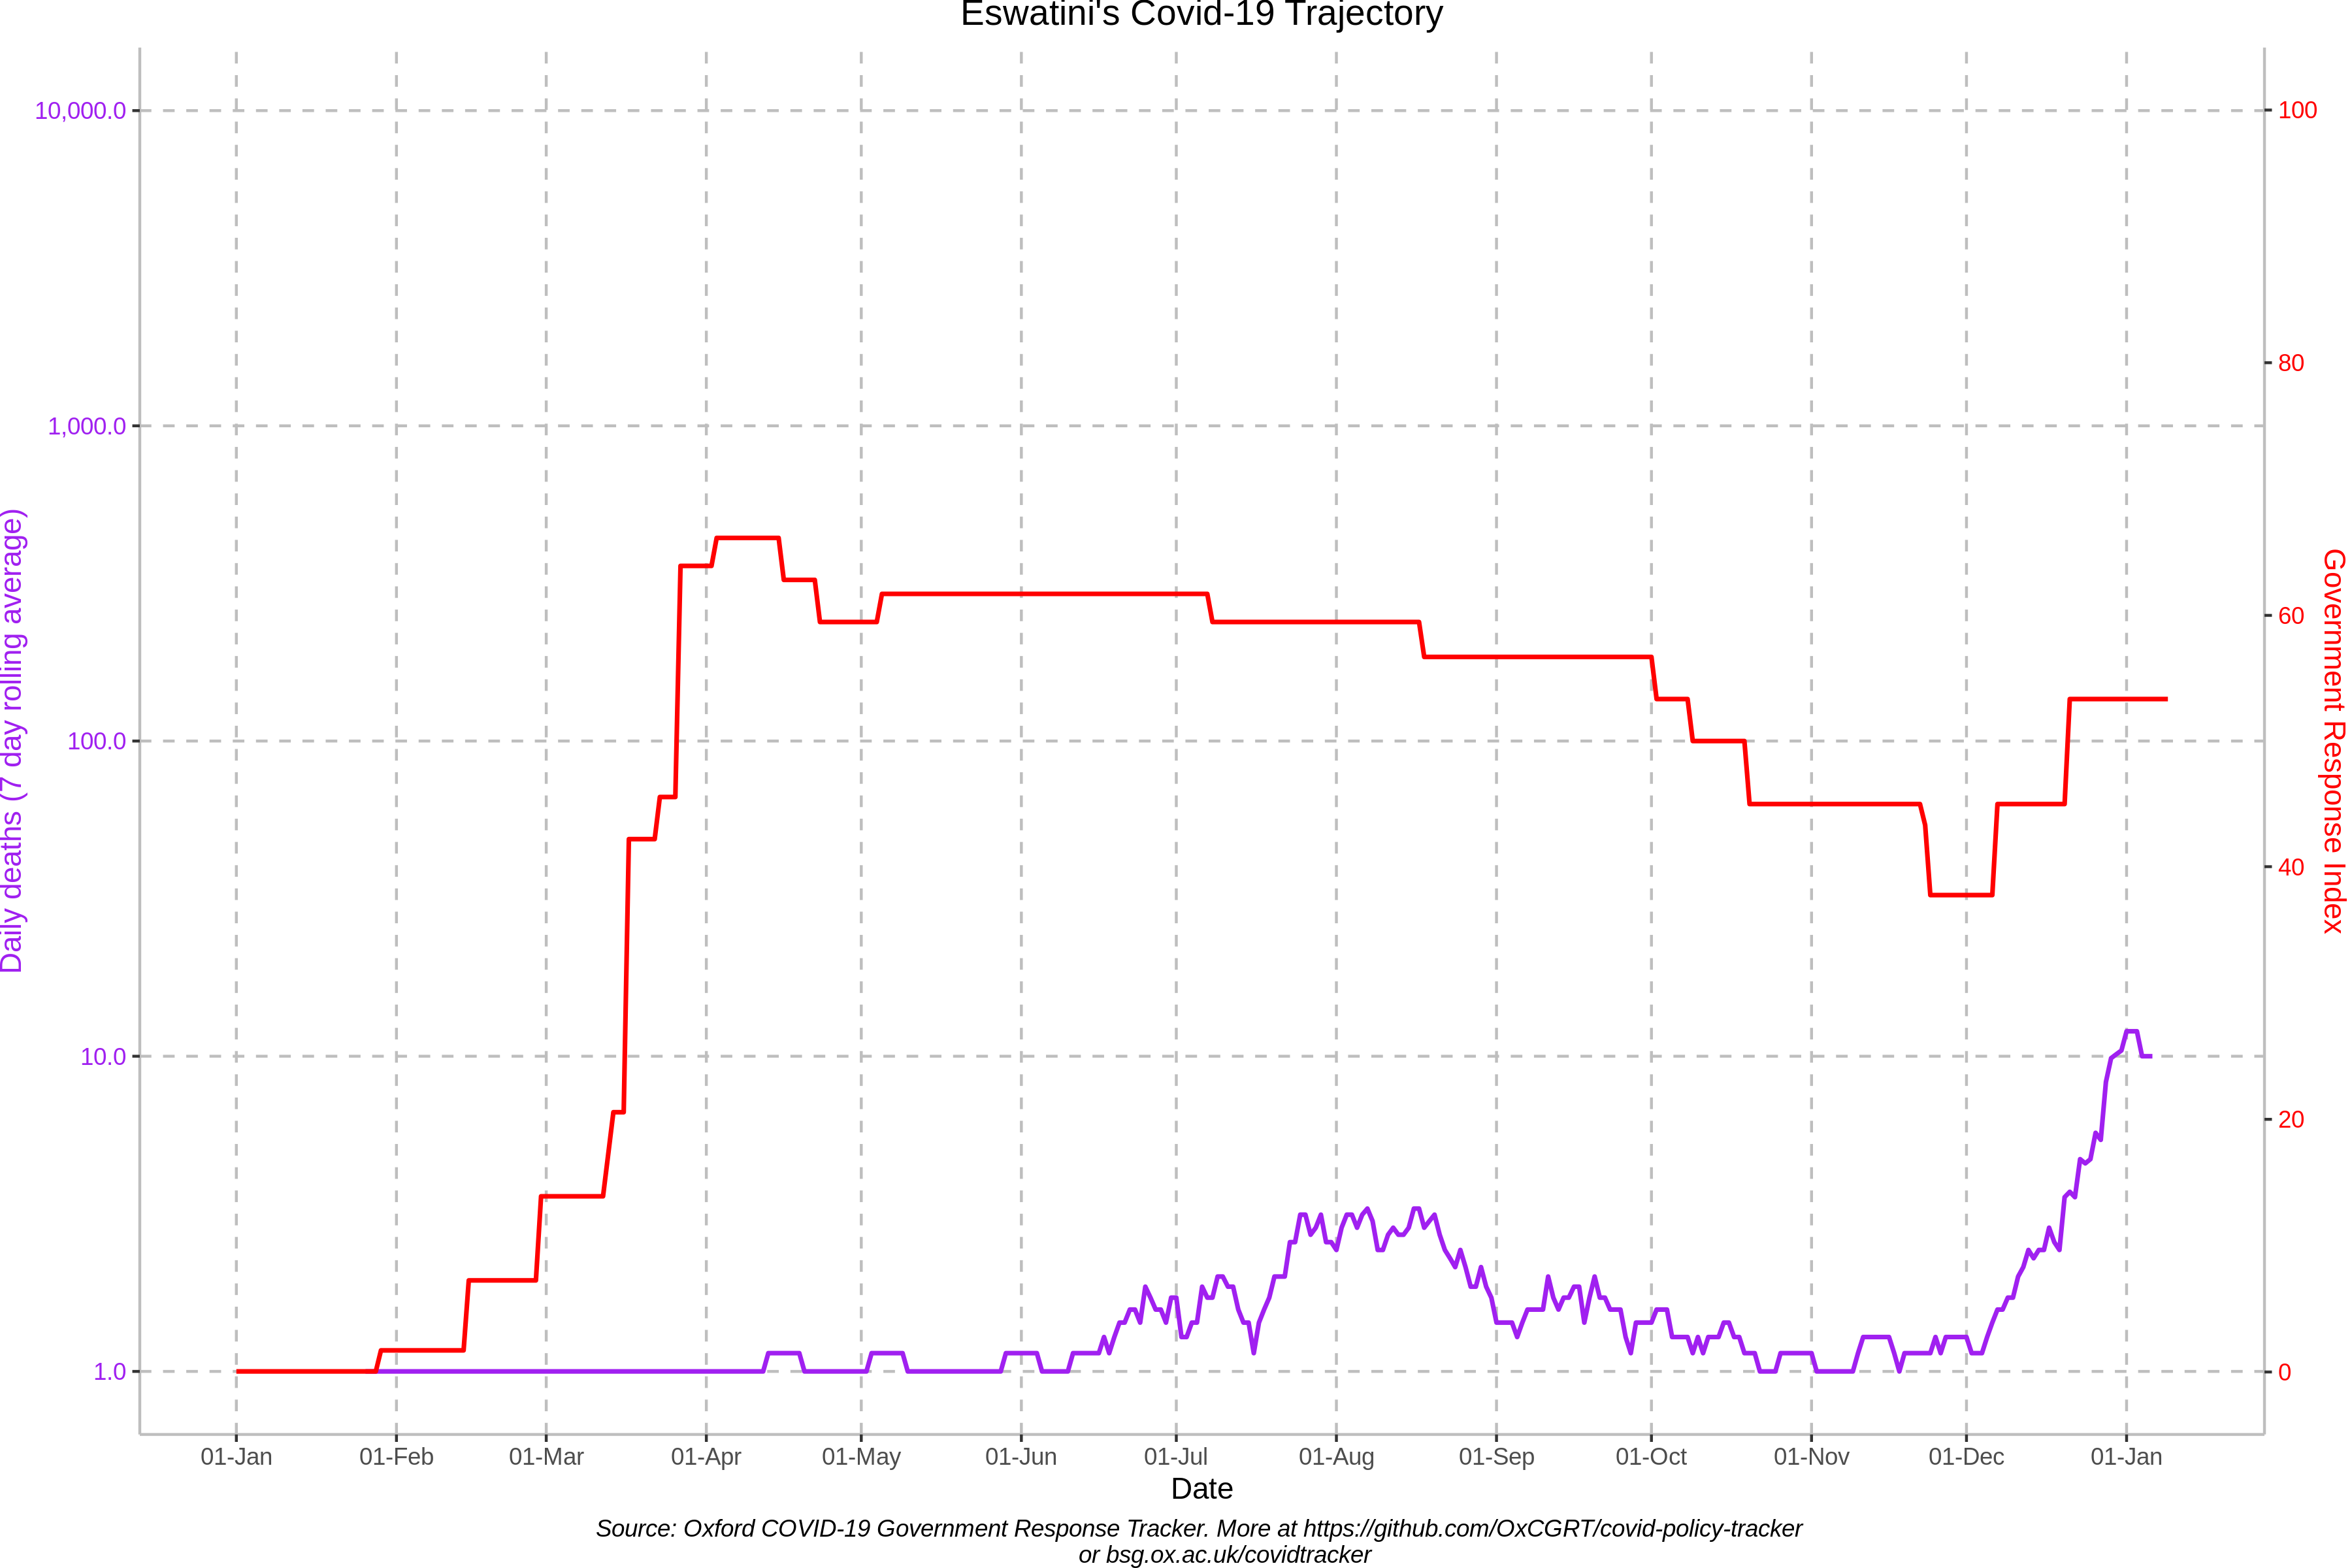 Eswatini's Covid-19 Trajectory
10,000.0
1,000.0
100.0
10.0
1.0
Daily deaths (7 day rolling average)
100
80
60
40
20
0
Government Response Index
01-Jan 01-Feb 01-Mar 01-Apr 01-May 01-Jun 01-Jul 01-Aug 01-Sep 01-Oct 01-Nov 01-Dec 01-Jan
Date
Source: Oxford COVID-19 Government Response Tracker. More at https://github.com/OxCGRT/covid-policy-tracker
or bsg.ox.ac.uk/covidtracker